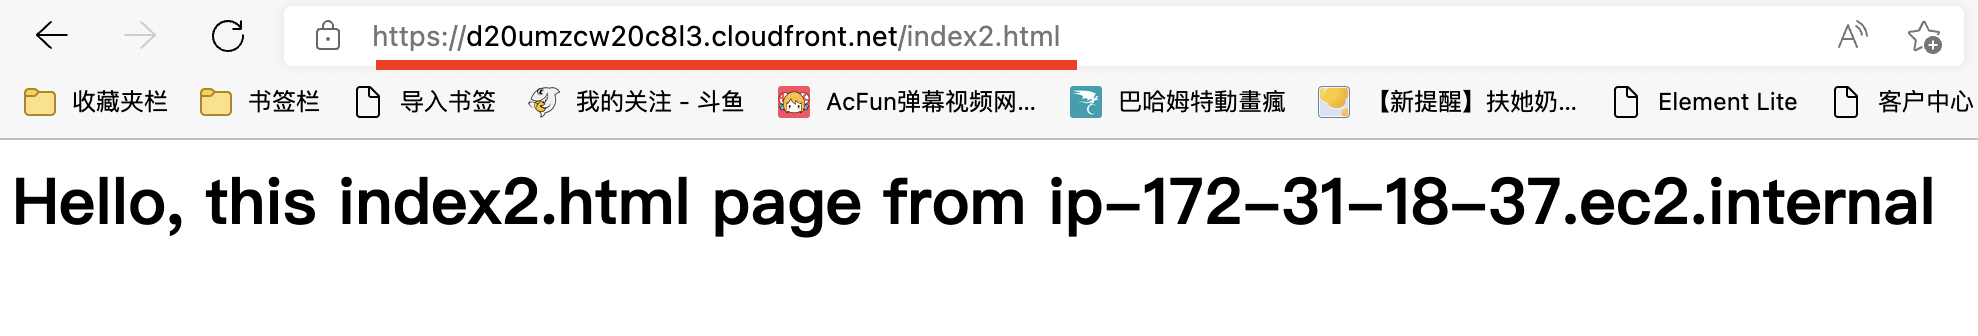 https://d20umzcw20c8l3.cloudfront.net/index2.html
收藏夹栏 书签栏 导入书签 我的关注 - 斗鱼 AcFun弹幕视频网... 巴哈姆特動畫瘋 【新提醒】扶她奶... Element Lite 客户中心
Hello, this index2.html page from ip-172-31-18-37.ec2.internal